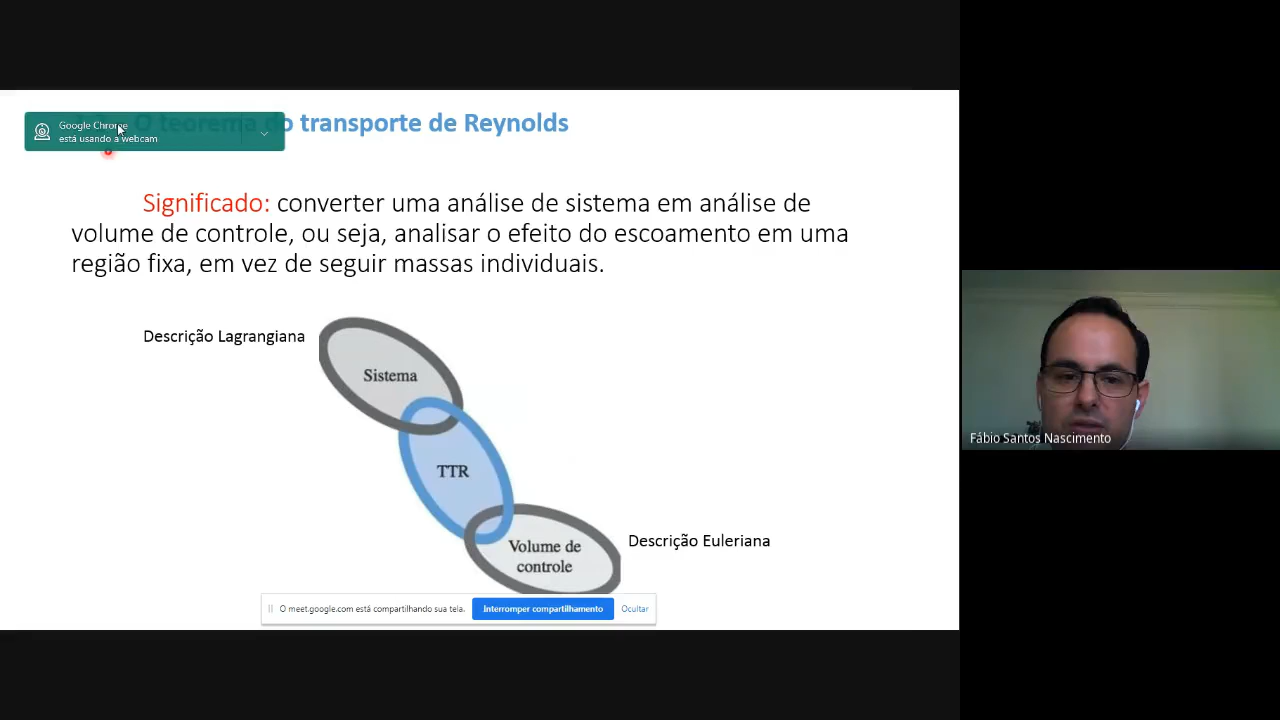 Google Chrome
está usando a webcam
O teorema do transporte de Reynolds
Significado: converter uma análise de sistema em análise de
volume de controle, ou seja, analisar o efeito do escoamento em uma
região fixa, em vez de seguir massas individuais.
Descrição Lagrangiana
Sistema
TTR
Volume de
controle
Descrição Euleriana
O meet.google.com está compartilhando sua tela.
Interromper compartilhamento
Ocultar
Fábio Santos Nascimento